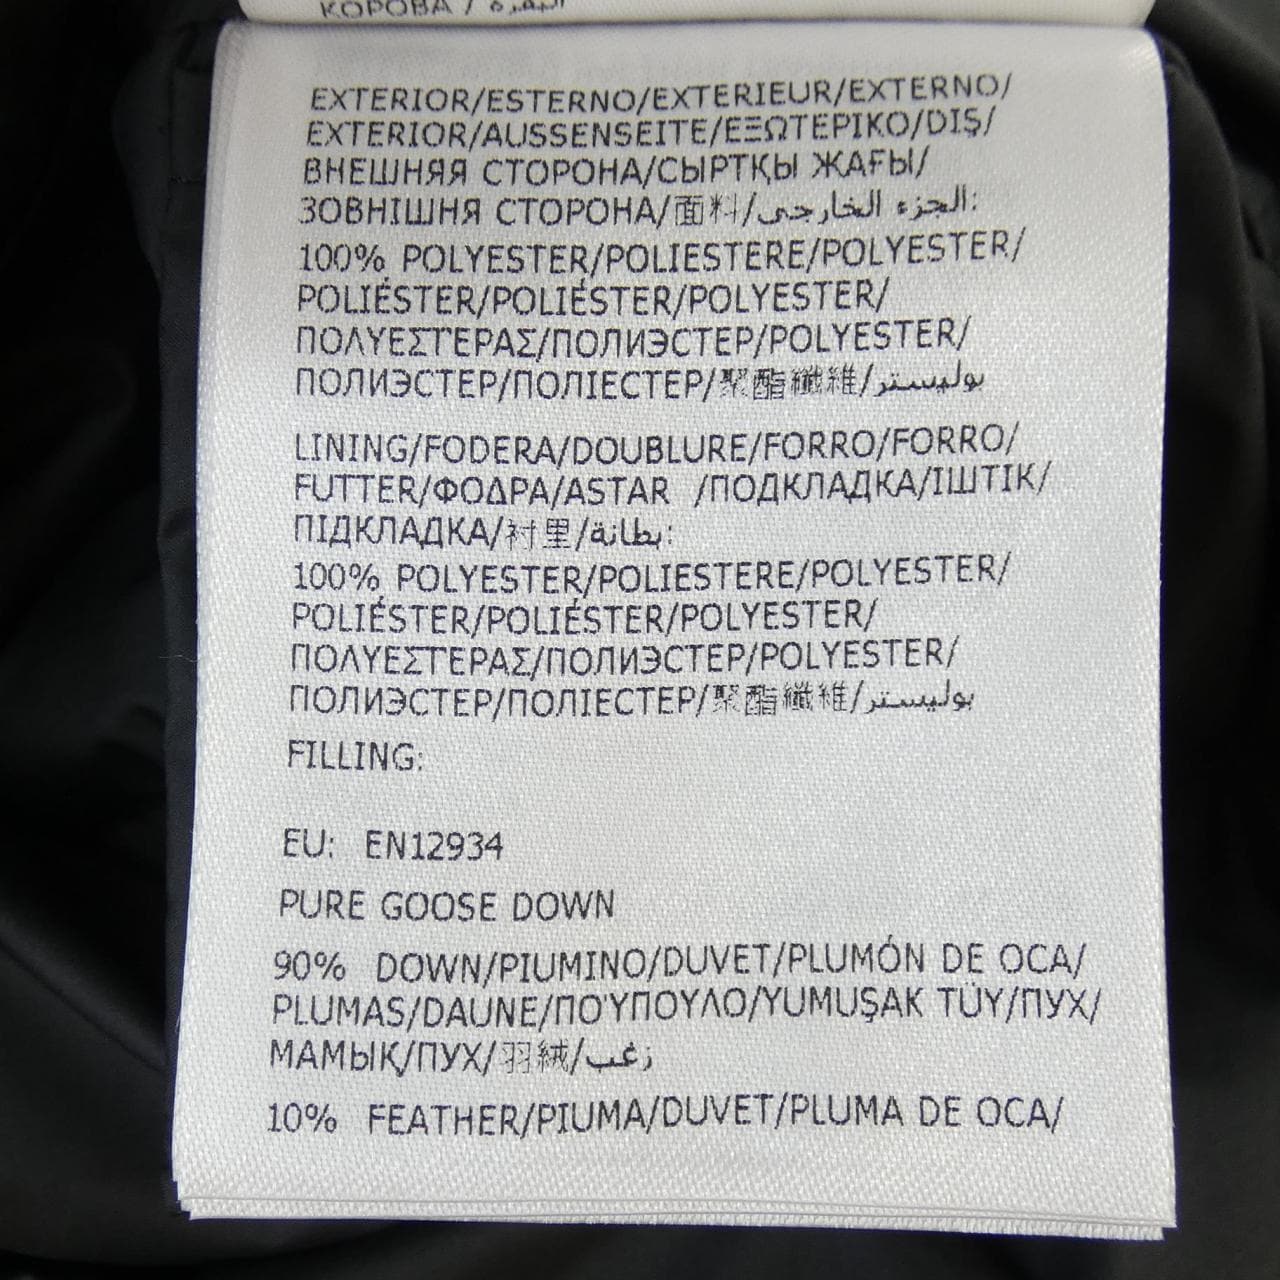 КОРОВА / البقرة
EXTERIOR/ESTERNO/EXTERIEUR/EXTERNO/
EXTERIOR/AUSSENSEITE/ΕΞΩΤΕΡΙΚΟ/DIŞ/
ВНЕШНЯЯ СТОРОНА/СЫРТҚЫ ЖАҒЫ/
ЗОВНІШНЯ СТОРОНА/面料/الجزء الخارجي:
100% POLYESTER/POLIESTERE/POLYESTER/
POLIÉSTER/POLIÉSTER/POLYESTER/
ΠΟΛΥΕΣΤΕΡΑΣ/ПОЛИЭСТЕР/POLYESTER/
ПОЛИЭСТЕР/ПОЛІЕСТЕР/聚酯纖維/بوليستر
LINING/FODERA/DOUBLURE/FORRO/FORRO/
FUTTER/ΦΟΔΡΑ/ASTAR /ПОДКЛАДКА/ІШТІК/
ПІДКЛАДКА/衬里/بطانة:
100% POLYESTER/POLIESTERE/POLYESTER/
POLIÉSTER/POLIÉSTER/POLYESTER/
ΠΟΛΥΕΣΤΕΡΑΣ/ПОЛИЭСТЕР/POLYESTER/
ПОЛИЭСТЕР/ПОЛІЕСТЕР/聚酯纖維/بوليستر
FILLING:
EU: EN12934
PURE GOOSE DOWN
90% DOWN/PIUMINO/DUVET/PLUMÓN DE OCA/
PLUMAS/DAUNE/ΠΟΎΠΟΥΛΟ/YUMUŞAK TÜY/ПУХ/
МАМЫҚ/ПУХ/羽絨/زغب
10% FEATHER/PIUMA/DUVET/PLUMA DE OCA/